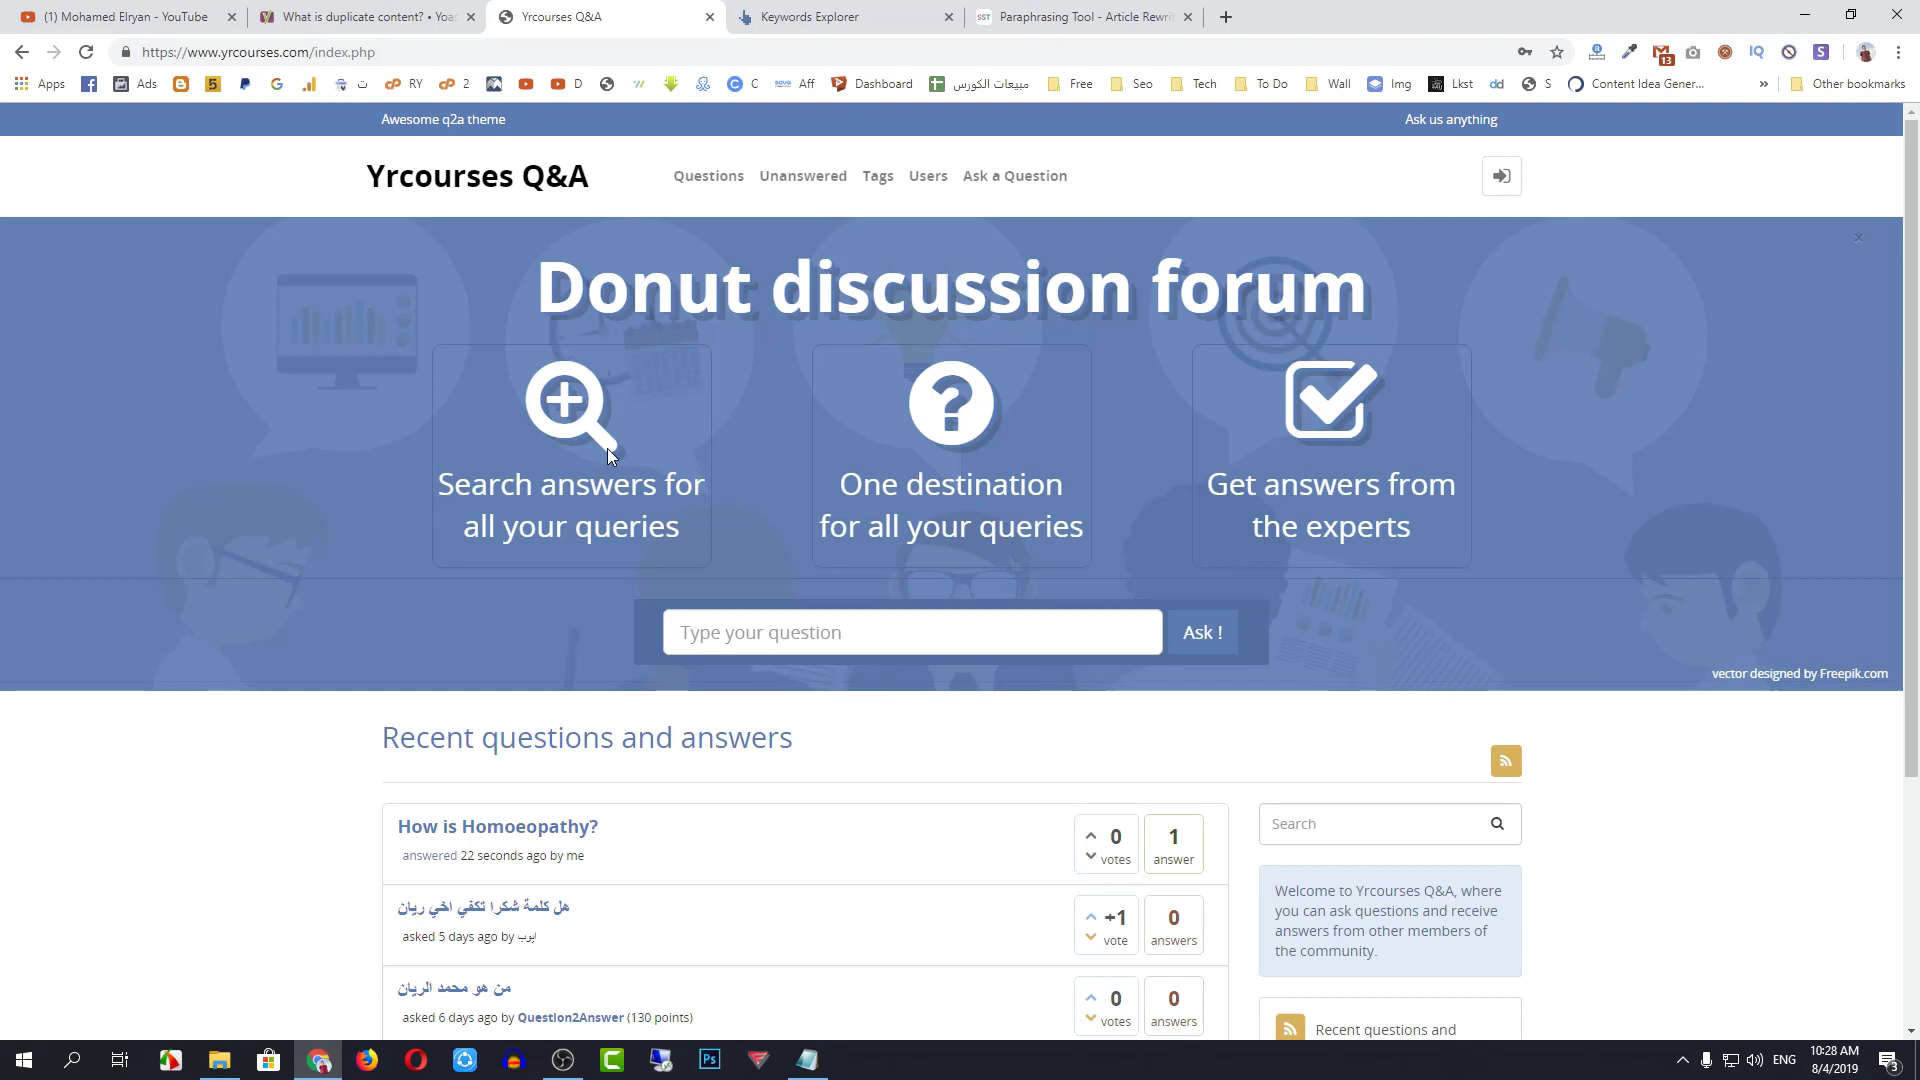 (1) Mohamed Elryan - YouTube
What is duplicate content? • Yoas
Yrcourses Q&A
Keywords Explorer
SST
Paraphrasing Tool - Article Rewri
https://www.yrcourses.com/index.php
13
Apps
Ads
5
G
ت
RY
2
D
C
Aff
Dashboard
مبيعات الكورس
Free
Seo
Tech
To Do
Wall
Img
Lkst
dd
S
Content Idea Gener...
»
Other bookmarks
Awesome q2a theme
Ask us anything
Yrcourses Q&A
Questions
Unanswered
Tags
Users
Ask a Question
Donut discussion forum
Search answers for
all your queries
One destination
for all your queries
Get answers from
the experts
Type your question
Ask !
vector designed by Freepik.com
Recent questions and answers
How is Homoeopathy?
answered 22 seconds ago by me
0
votes
1
answer
هل كلمة شكرا تكفي اخي ريان
asked 5 days ago by ايوب
+1
vote
0
answers
من هو محمد الريان
asked 6 days ago by Question2Answer (130 points)
0
votes
0
answers
Search
Welcome to Yrcourses Q&A, where
you can ask questions and receive
answers from other members of
the community.
Recent questions and
Ps
ENG
10:28 AM
8/4/2019
3